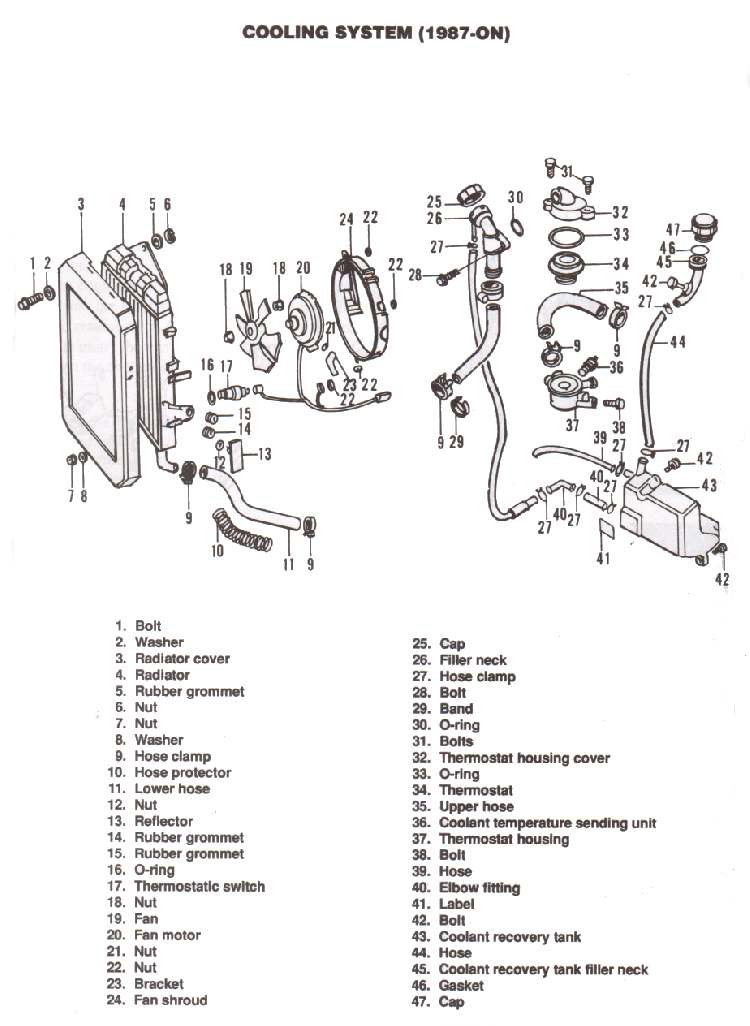 COOLING SYSTEM (1987-ON)
31
30
3 4 5 6
25
26
24 22
32
47
27
33
46
45
1 2
18 19 18 20
22
28
34
35
42
27
21
9 9
44
16 17
23 22
22
36
15
14
9 29
37 38
39 27
27
12 13
42
40
43
7 8
9
27 40 27 27
10
11 9
41
42
1. Bolt
2. Washer
3. Radiator cover
4. Radiator
5. Rubber grommet
6. Nut
7. Nut
8. Washer
9. Hose clamp
10. Hose protector
11. Lower hose
12. Nut
13. Reflector
14. Rubber grommet
15. Rubber grommet
16. O-ring
17. Thermostatic switch
18. Nut
19. Fan
20. Fan motor
21. Nut
22. Nut
23. Bracket
24. Fan shroud
25. Cap
26. Filler neck
27. Hose clamp
28. Bolt
29. Band
30. O-ring
31. Bolts
32. Thermostat housing cover
33. O-ring
34. Thermostat
35. Upper hose
36. Coolant temperature sending unit
37. Thermostat housing
38. Bolt
39. Hose
40. Elbow fitting
41. Label
42. Bolt
43. Coolant recovery tank
44. Hose
45. Coolant recovery tank filler neck
46. Gasket
47. Cap